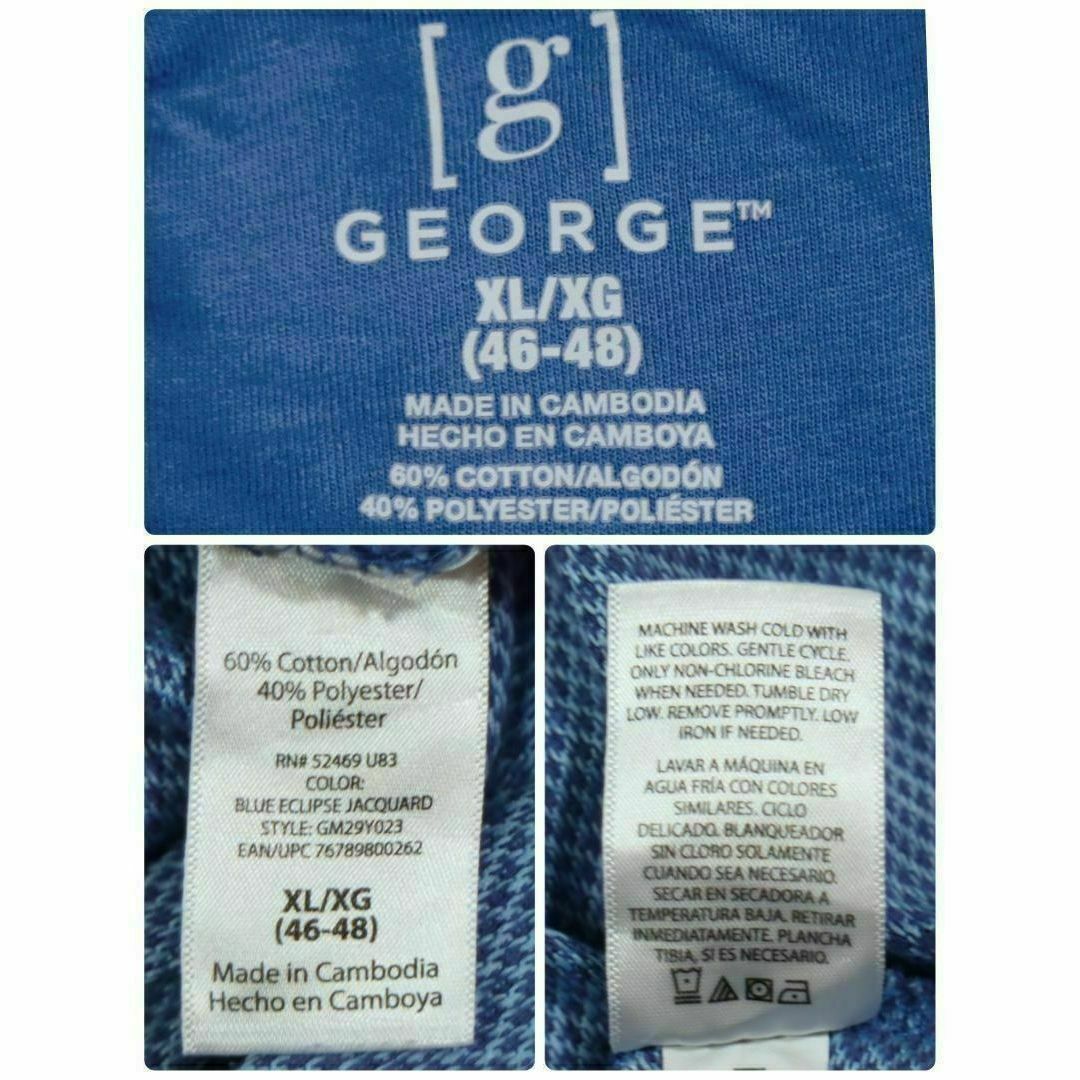 [g]
GEORGE™
XL/XG
(46-48)
MADE IN CAMBODIA
HECHO EN CAMBOYA
60% COTTON/ALGODÓN
40% POLYESTER/POLIÉSTER
60% Cotton/Algodón
40% Polyester/
Poliéster
RN# 52469 U83
COLOR:
BLUE ECLIPSE JACQUARD
STYLE: GM29Y023
EAN/UPC 76789800262
XL/XG
(46-48)
Made in Cambodia
Hecho en Camboya
MACHINE WASH COLD WITH
LIKE COLORS. GENTLE CYCLE.
ONLY NON-CHLORINE BLEACH
WHEN NEEDED. TUMBLE DRY
LOW. REMOVE PROMPTLY. LOW
IRON IF NEEDED.
LAVAR A MÁQUINA EN
AGUA FRÍA CON COLORES
SIMILARES. CICLO
DELICADO. BLANQUEADOR
SIN CLORO SOLAMENTE
CUANDO SEA NECESARIO.
SECAR EN SECADORA A
TEMPERATURA BAJA. RETIRAR
INMEDIATAMENTE. PLANCHA
TIBIA, SI ES NECESARIO.